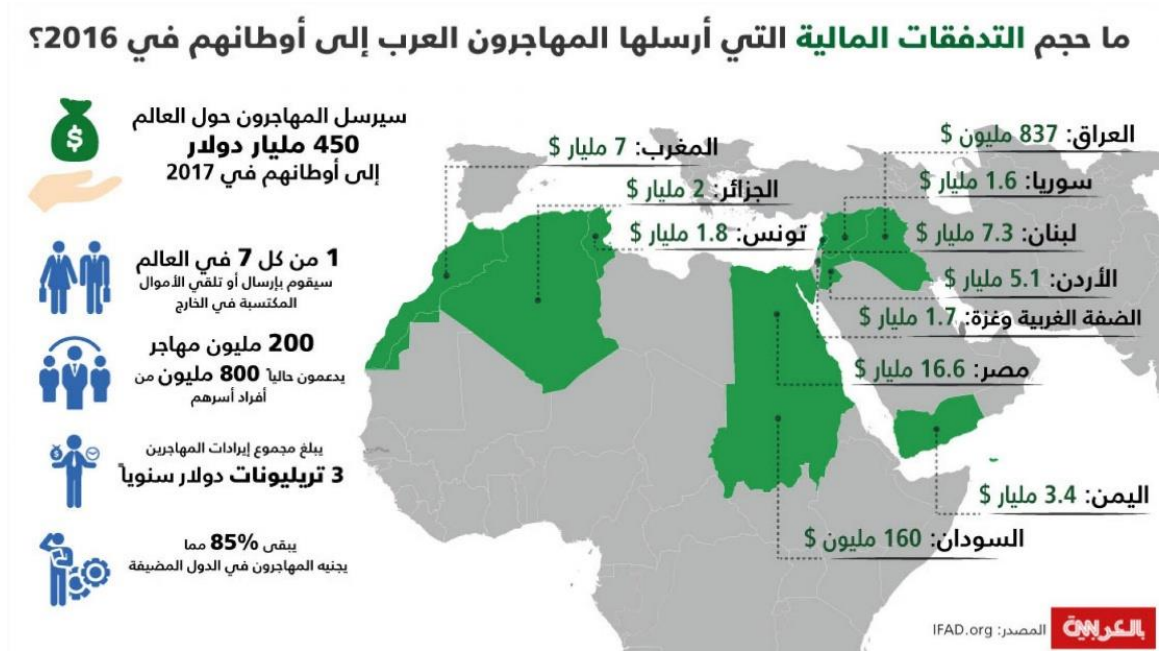 ما حجم التدفقات المالية التي أرسلها المهاجرون العرب إلى أوطانهم في 2016؟
العراق: 837 مليون $
سوريا: 1.6 مليار $
لبنان: 7.3 مليار $
الأردن: 5.1 مليار $
الضفة الغربية وغزة: 1.7 مليار $
مصر: 16.6 مليار $
اليمن: 3.4 مليار $
السودان: 160 مليون $
المغرب: 7 مليار $
الجزائر: 2 مليار $
تونس: 1.8 مليار $
سيرسل المهاجرون حول العالم
450 مليار دولار
إلى أوطانهم في 2017
1 من كل 7 في العالم
سيقوم بإرسال أو تلقي الأموال
المكتسبة في الخارج
200 مليون مهاجر
يدعمون حالياً 800 مليون من
أفراد أسرهم
يبلغ مجموع إيرادات المهاجرين
3 تريليونات دولار سنوياً
يبقى 85% مما
يجنيه المهاجرون في الدول المضيفة
المصدر: IFAD.org
CNN بالعربية